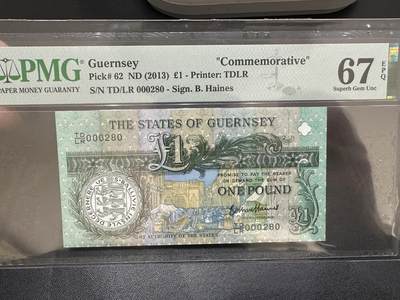 PMG
PAPER MONEY GUARANTY
Guernsey "Commemorative"
Pick# 62 ND (2013) £1 - Printer: TDLR
S/N TD/LR 000280 - Sign. B. Haines
67 EPQ
Superb Gem Unc
THE STATES OF GUERNSEY
TD/LR 000280
£1
PROMISE TO PAY THE BEARER
ON DEMAND THE SUM OF
ONE POUND
TD/LR 000280
£1
BY AUTHORITY OF THE STATES